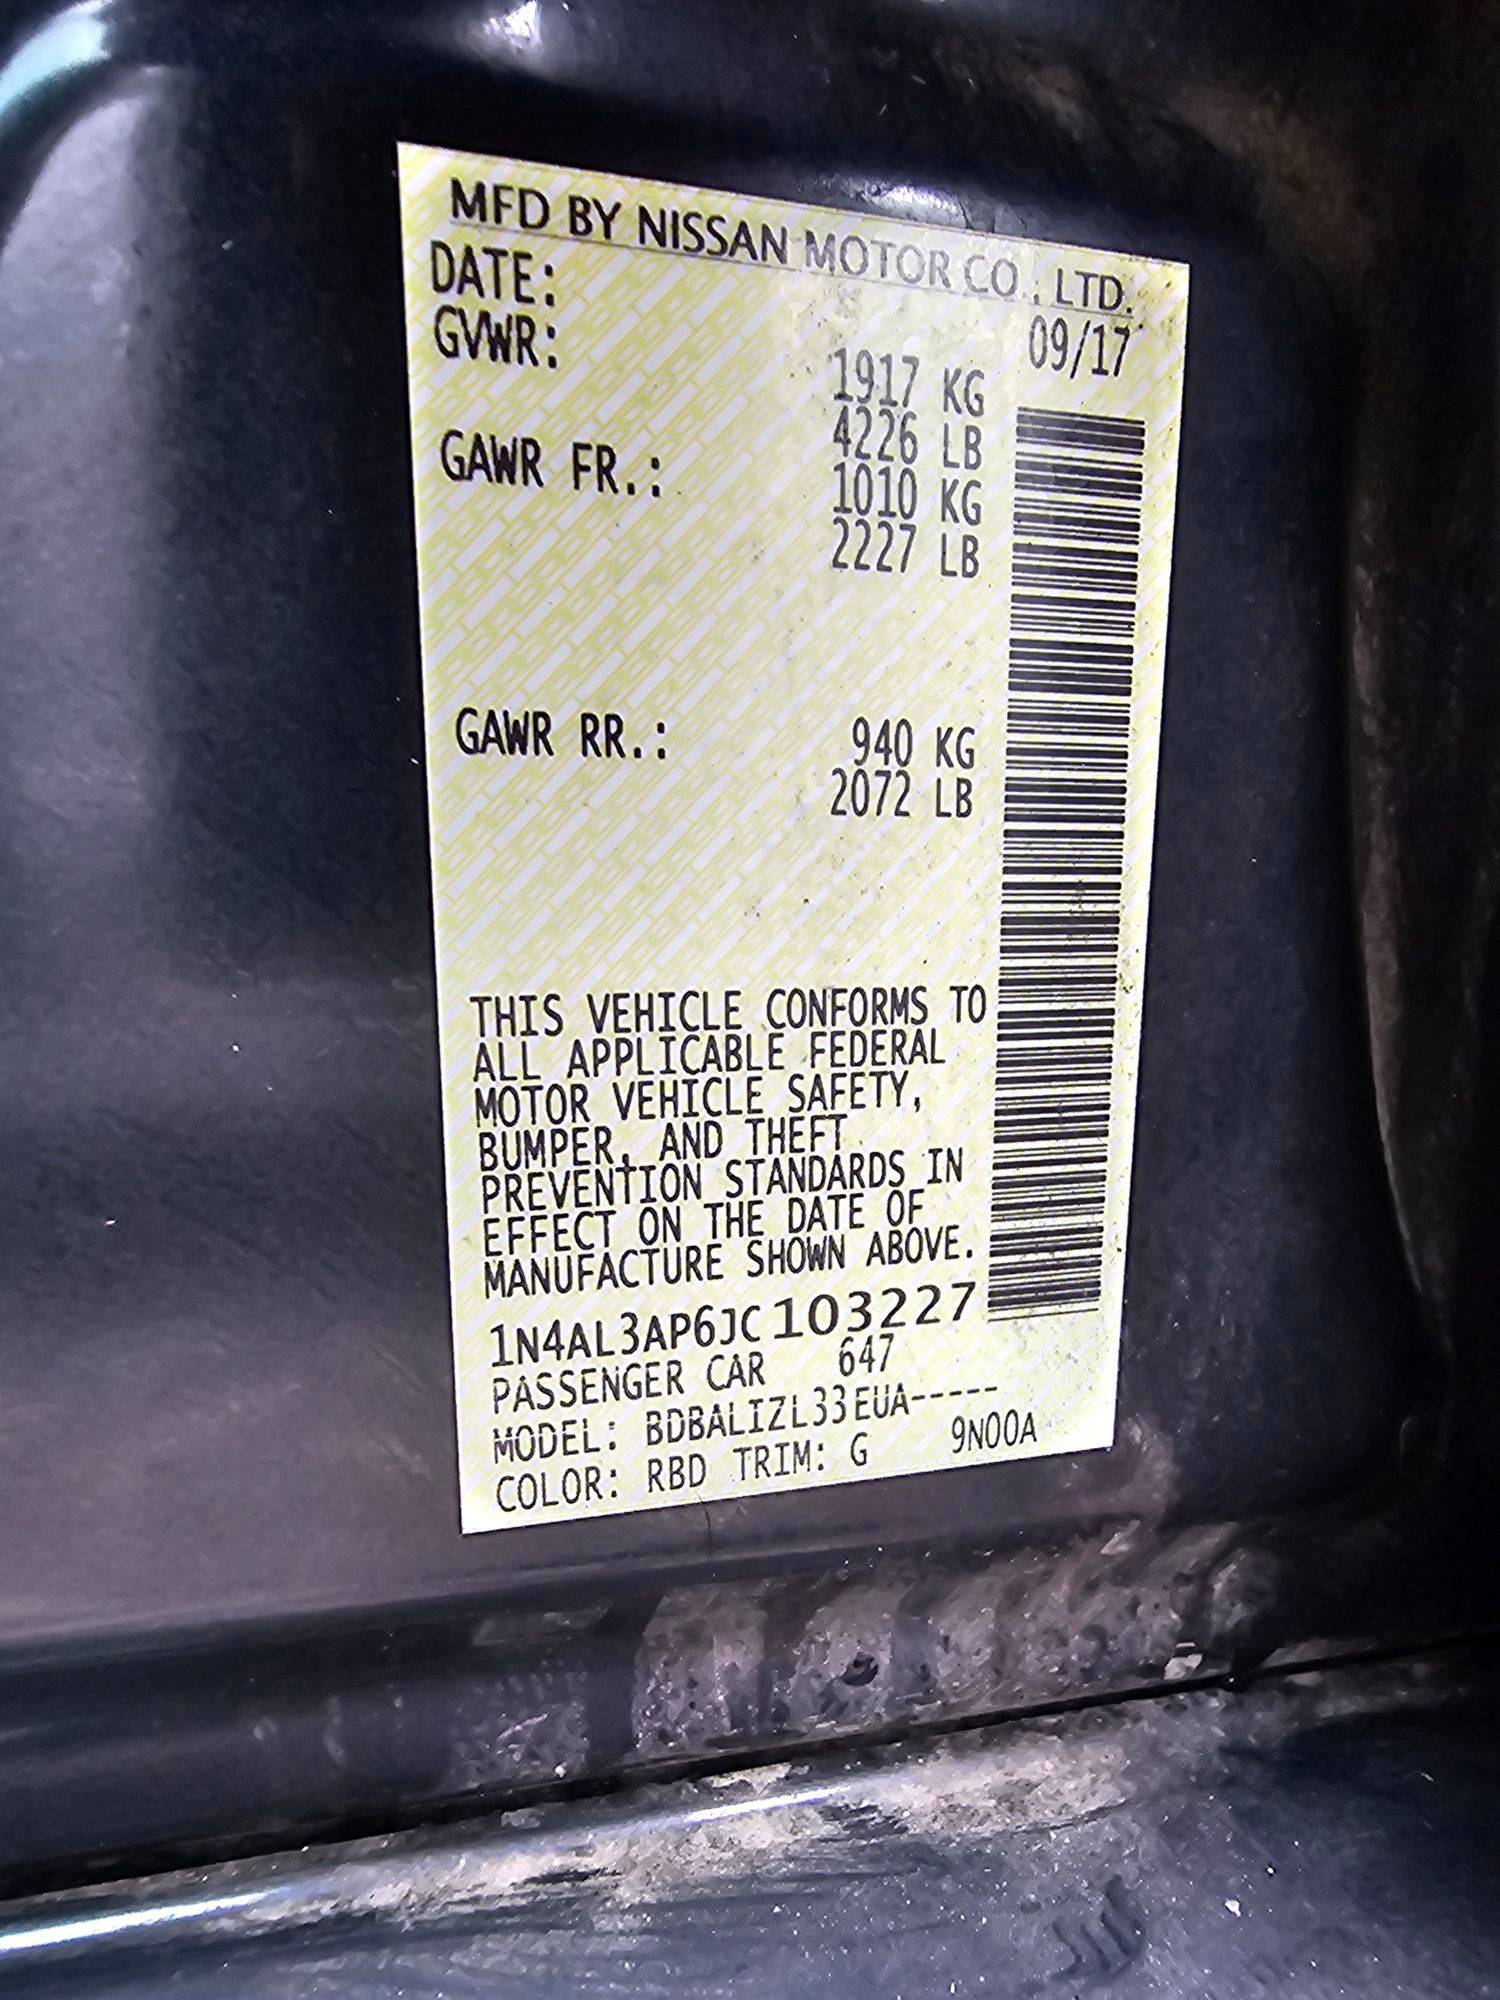 MFD BY NISSAN MOTOR CO., LTD.
DATE: 09/17
GVWR: 1917 KG
4226 LB
GAWR FR.: 1010 KG
2227 LB
GAWR RR.: 940 KG
2072 LB
THIS VEHICLE CONFORMS TO
ALL APPLICABLE FEDERAL
MOTOR VEHICLE SAFETY,
BUMPER, AND THEFT
PREVENTION STANDARDS IN
EFFECT ON THE DATE OF
MANUFACTURE SHOWN ABOVE.
1N4AL3AP6JC103227
PASSENGER CAR 647
MODEL: BDBALIZL33EUA-----
COLOR: RBD TRIM: G 9N00A